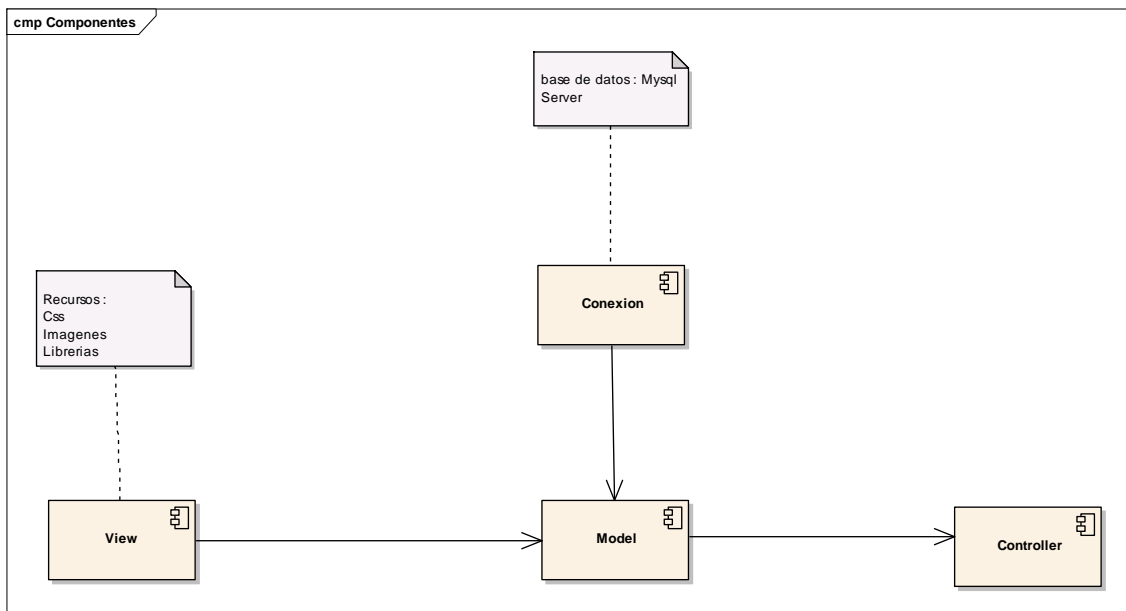 cmp Componentes
base de datos : Mysql
Server
Recursos :
Css
Imagenes
Librerias
Conexion
View
Model
Controller